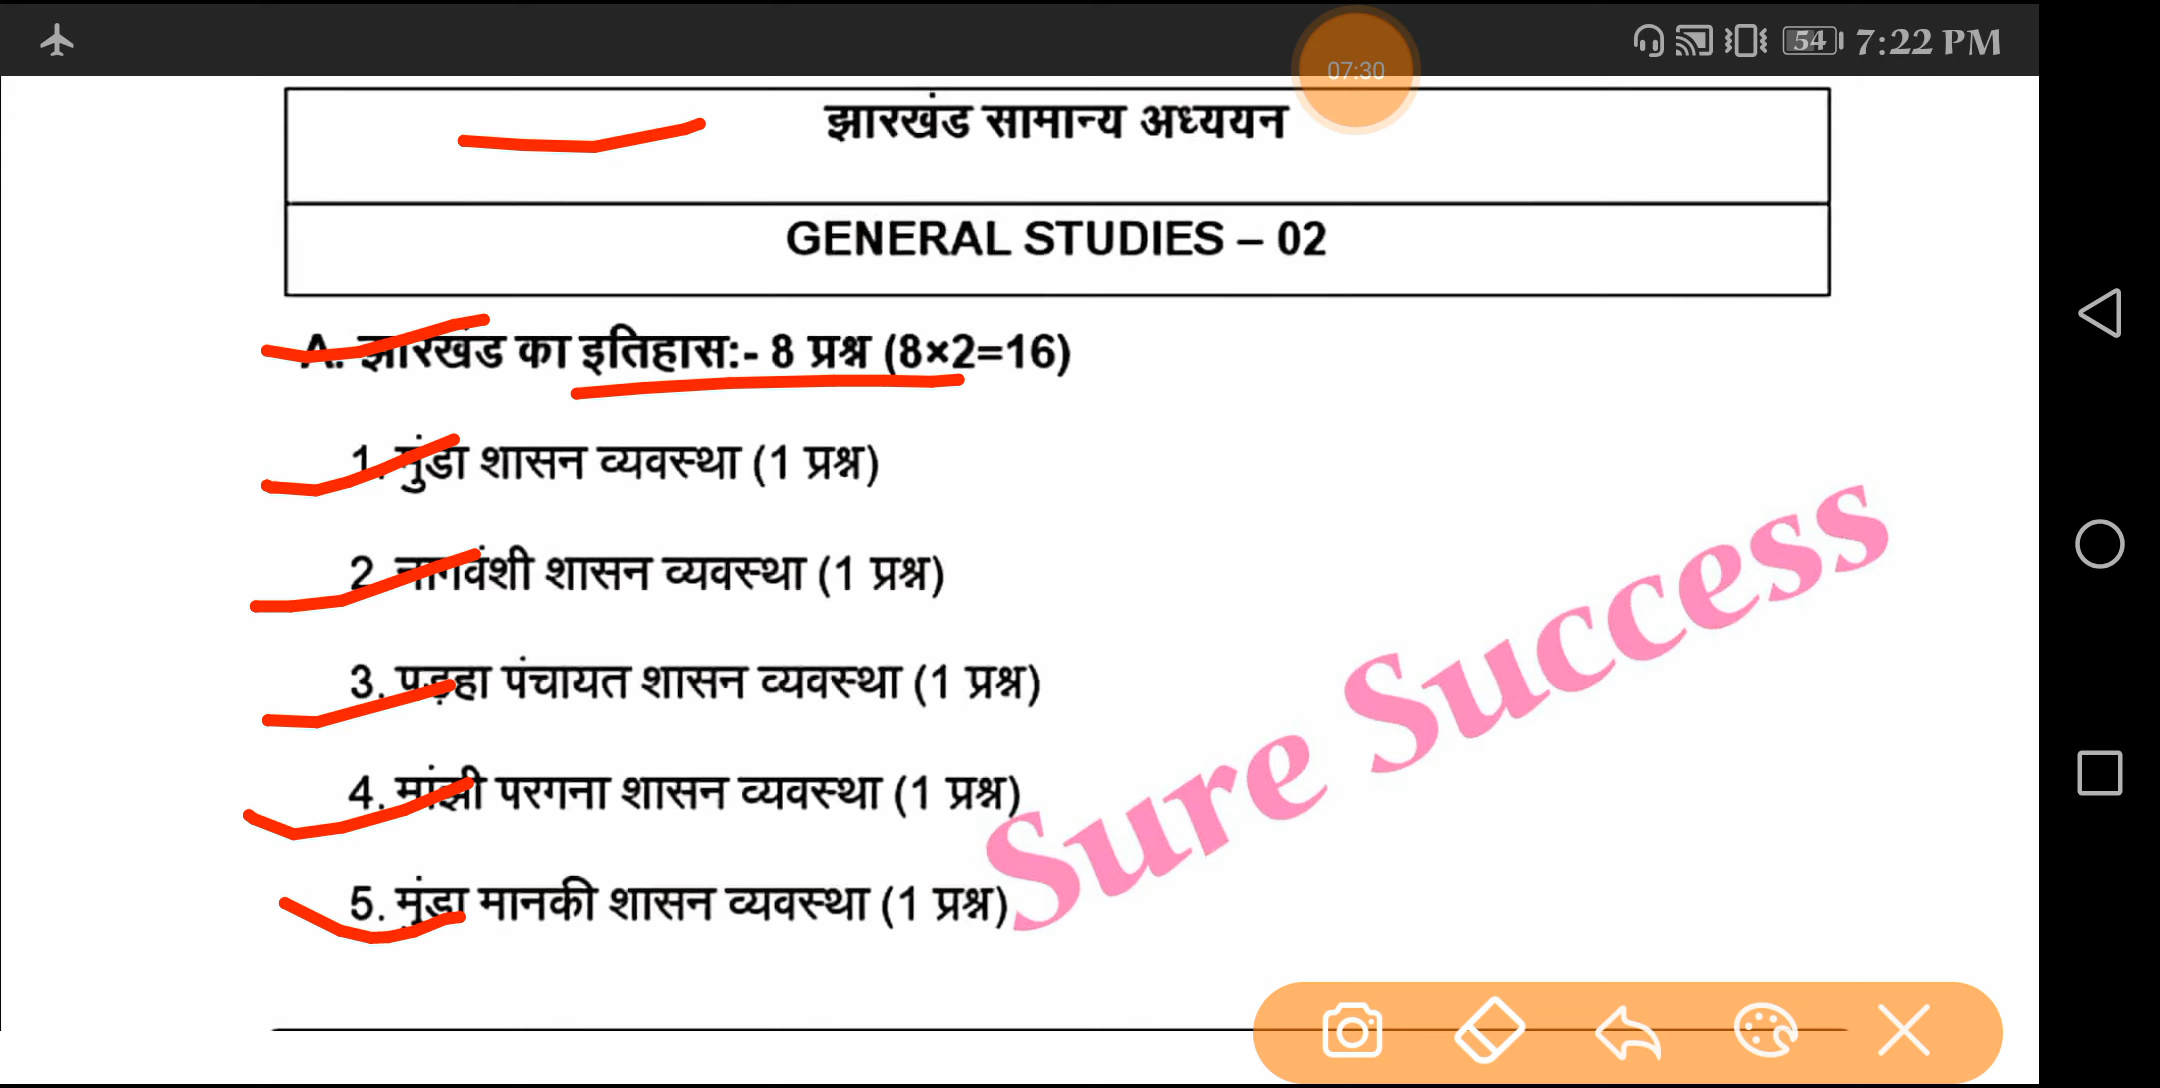 54 7:22 PM
07:30
झारखंड सामान्य अध्ययन
GENERAL STUDIES – 02
A. झारखंड का इतिहास:- 8 प्रश्न (8×2=16)
1. मुंडा शासन व्यवस्था (1 प्रश्न)
2. नागवंशी शासन व्यवस्था (1 प्रश्न)
3. पड़हा पंचायत शासन व्यवस्था (1 प्रश्न)
4. मांझी परगना शासन व्यवस्था (1 प्रश्न)
5. मुंडा मानकी शासन व्यवस्था (1 प्रश्न)
Sure Success